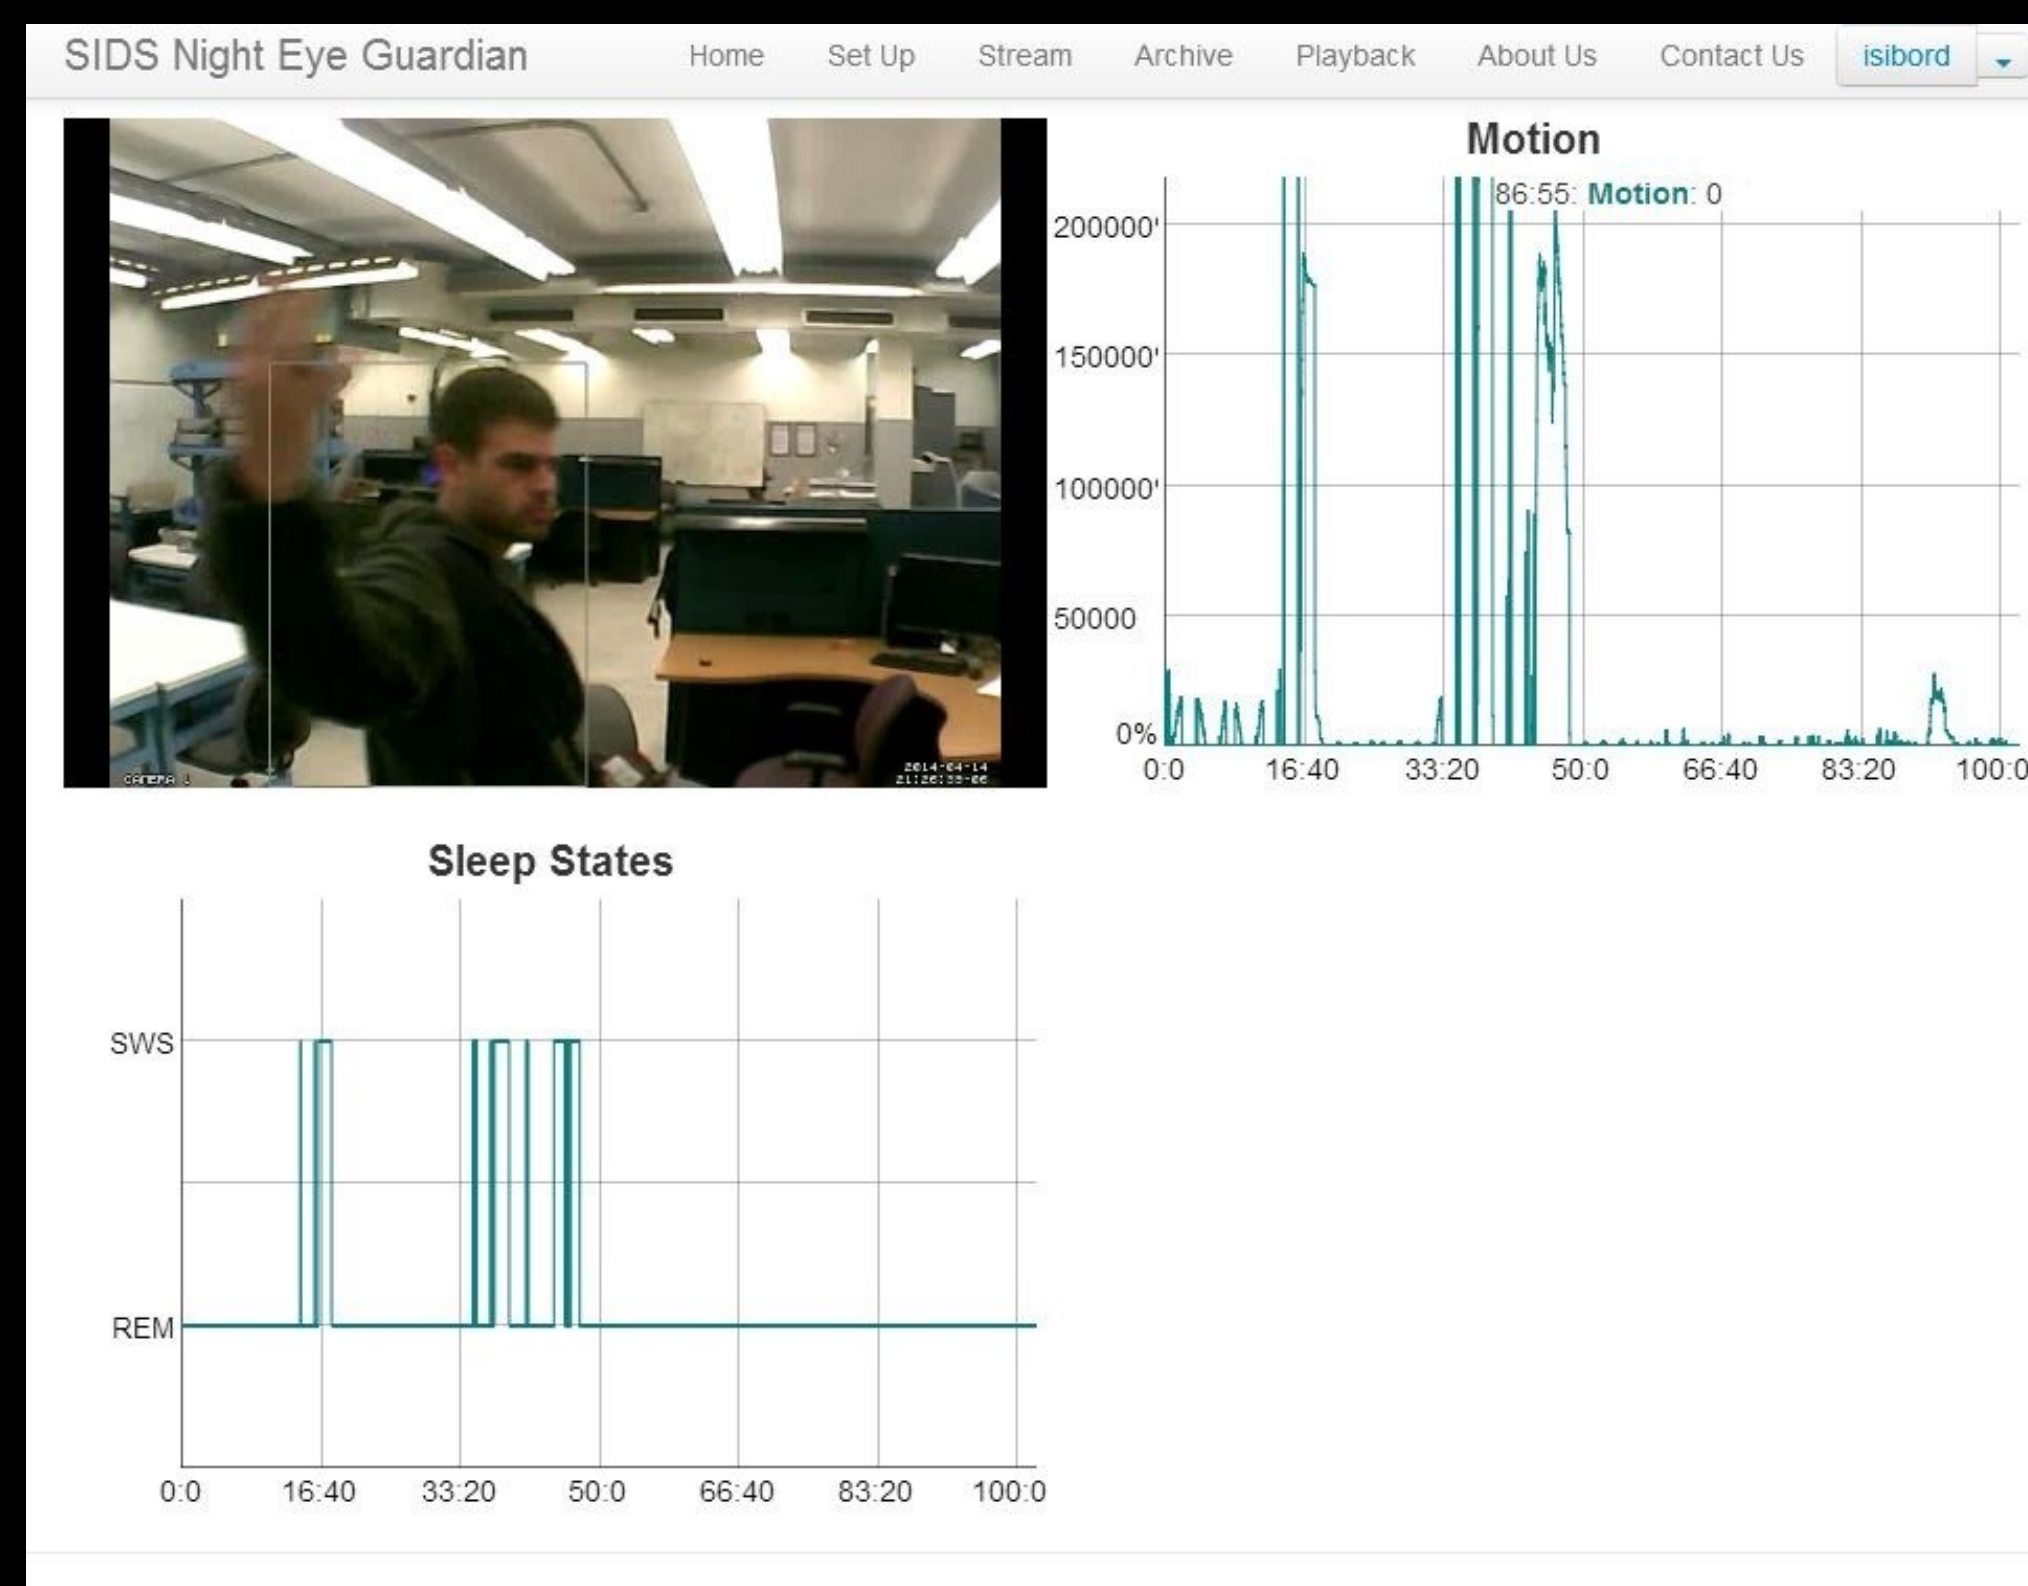 SIDS Night Eye Guardian Home Set Up Stream Archive Playback About Us Contact Us isibord
CAMERA
2014-04-14
Motion
86:55: Motion: 0
200000'
150000'
100000'
50000
0%
0:0 16:40 33:20 50:0 66:40 83:20 100:0
Sleep States
SWS
REM
0:0 16:40 33:20 50:0 66:40 83:20 100:0